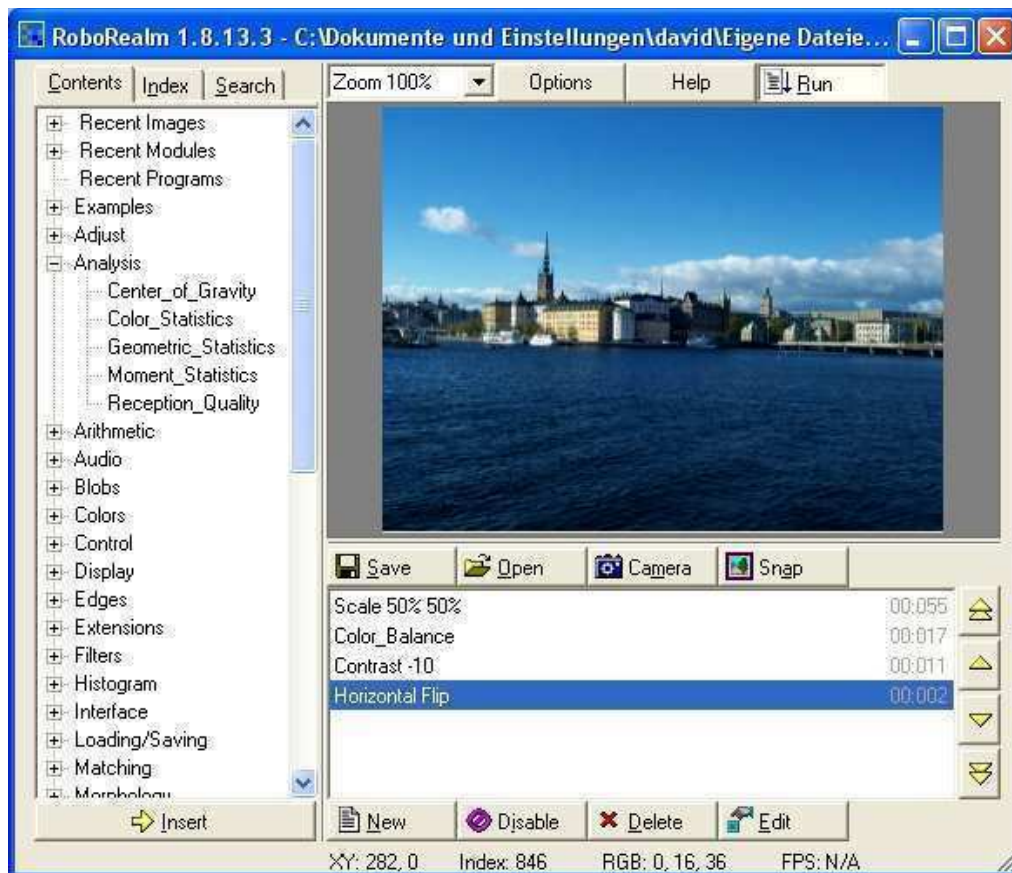 RoboRealm 1.8.13.3 - C:\Dokumente und Einstellungen\david\Eigene Dateie...
Contents Index Search
Zoom 100% Options Help Run
Recent Images
Recent Modules
Recent Programs
Examples
Adjust
Analysis
Center_of_Gravity
Color_Statistics
Geometric_Statistics
Moment_Statistics
Reception_Quality
Arithmetic
Audio
Blobs
Colors
Control
Display
Edges
Extensions
Filters
Histogram
Interface
Loading/Saving
Matching
Morphology
Insert
Save Open Camera Snap
Scale 50% 50% 00:055
Color_Balance 00:017
Contrast -10 00:011
Horizontal Flip 00:002
New Disable Delete Edit
XY: 282, 0 Index: 846 RGB: 0, 16, 36 FPS: N/A